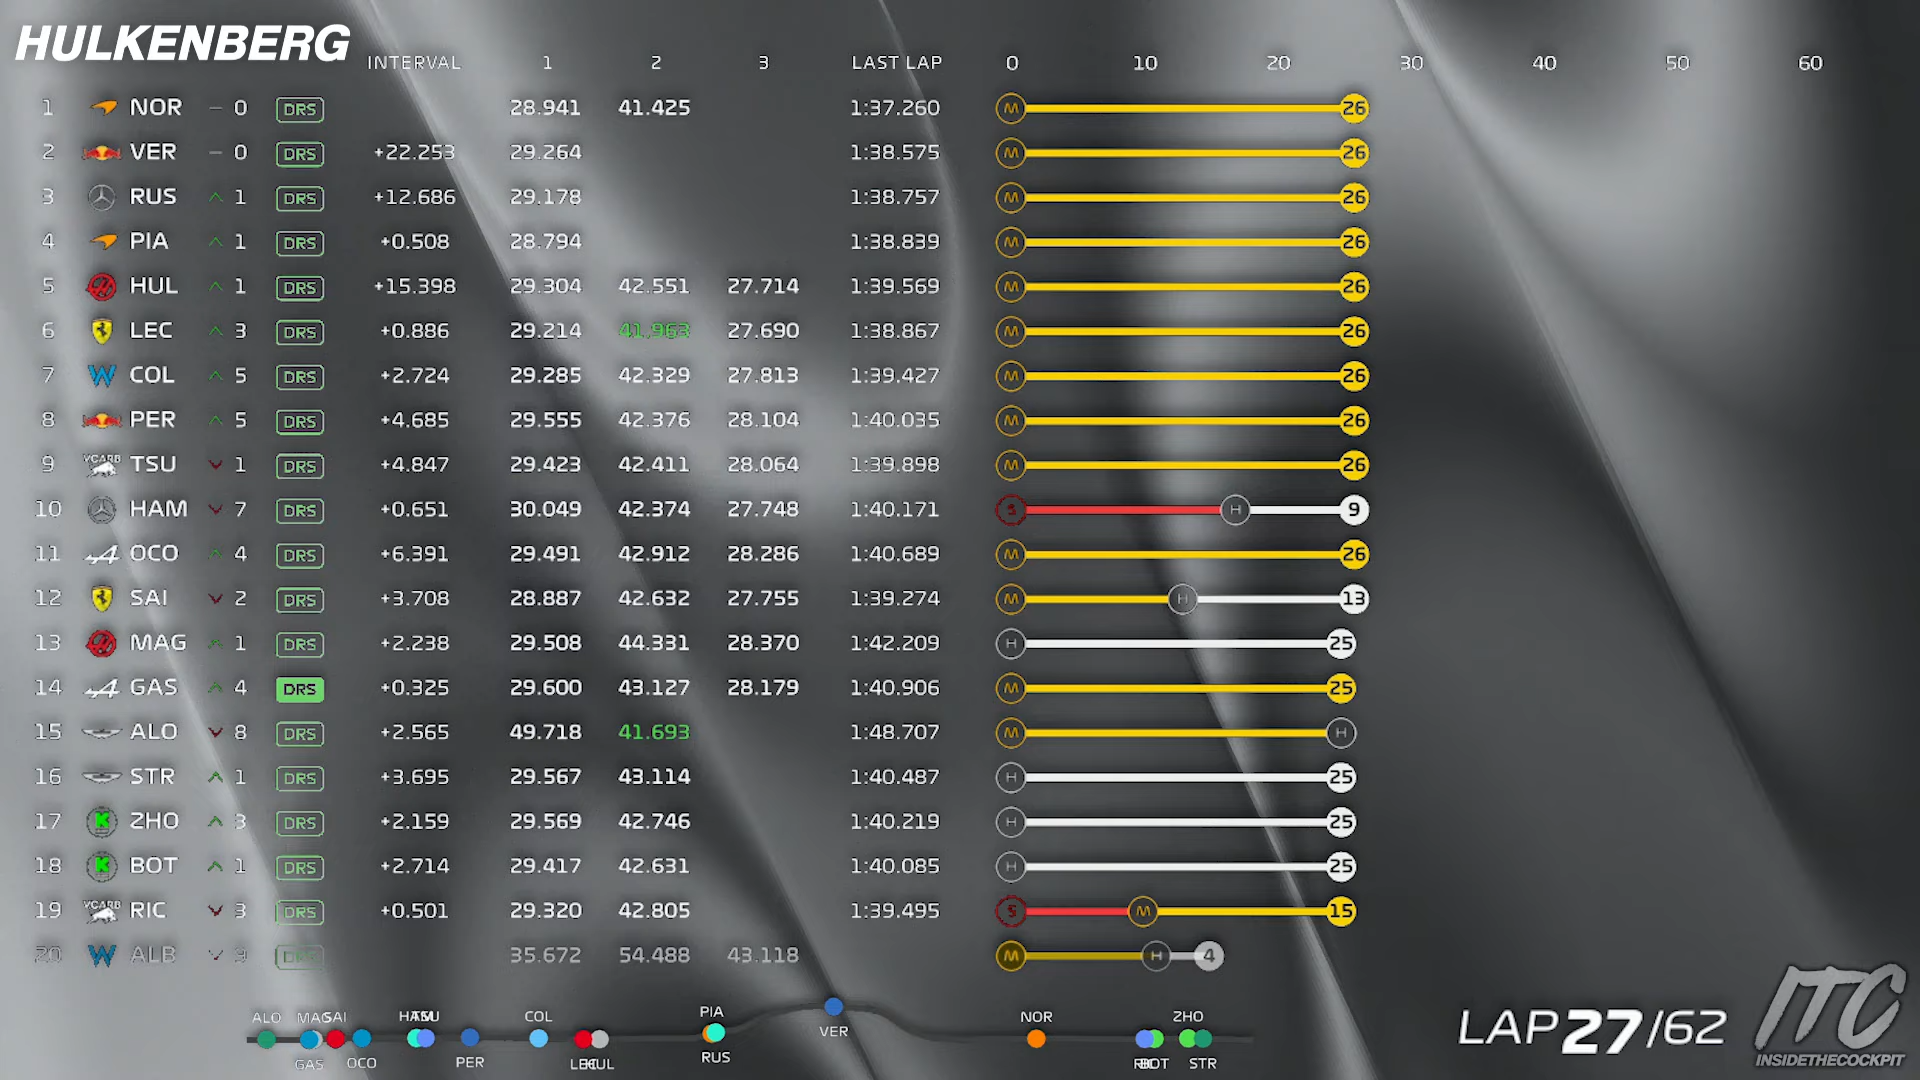 HULKENBERG
INTERVAL 1 2 3 LAST LAP 0 10 20 30 40 50 60
1 NOR – 0 DRS 28.941 41.425 1:37.260 M 26
2 VER – 0 DRS +22.253 29.264 1:38.575 M 26
3 RUS 1 DRS +12.686 29.178 1:38.757 M 26
4 PIA 1 DRS +0.508 28.794 1:38.839 M 26
5 HUL 1 DRS +15.398 29.304 42.551 27.714 1:39.569 M 26
6 LEC 3 DRS +0.886 29.214 41.963 27.690 1:38.867 M 26
7 COL 5 DRS +2.724 29.285 42.329 27.813 1:39.427 M 26
8 PER 5 DRS +4.685 29.555 42.376 28.104 1:40.035 M 26
9 VCARB TSU 1 DRS +4.847 29.423 42.411 28.064 1:39.898 M 26
10 HAM 7 DRS +0.651 30.049 42.374 27.748 1:40.171 S H 9
11 OCO 4 DRS +6.391 29.491 42.912 28.286 1:40.689 M 26
12 SAI 2 DRS +3.708 28.887 42.632 27.755 1:39.274 M H 13
13 MAG 1 DRS +2.238 29.508 44.331 28.370 1:42.209 H 25
14 GAS 4 DRS +0.325 29.600 43.127 28.179 1:40.906 M 25
15 ALO 8 DRS +2.565 49.718 41.693 1:48.707 M H
16 STR 1 DRS +3.695 29.567 43.114 1:40.487 H 25
17 K ZHO 3 DRS +2.159 29.569 42.746 1:40.219 H 25
18 K BOT 1 DRS +2.714 29.417 42.631 1:40.085 H 25
19 VCARB RIC 3 DRS +0.501 29.320 42.805 1:39.495 S M 15
20 ALB 9 DRS 35.672 54.488 43.118 M H 4
ALO MAG SAI HAM TSU COL PIA NOR ZHO
GAS OCO PER LEC HUL RUS VER BOT STR
LAP 27/62
ITC
INSIDETHECOCKPIT